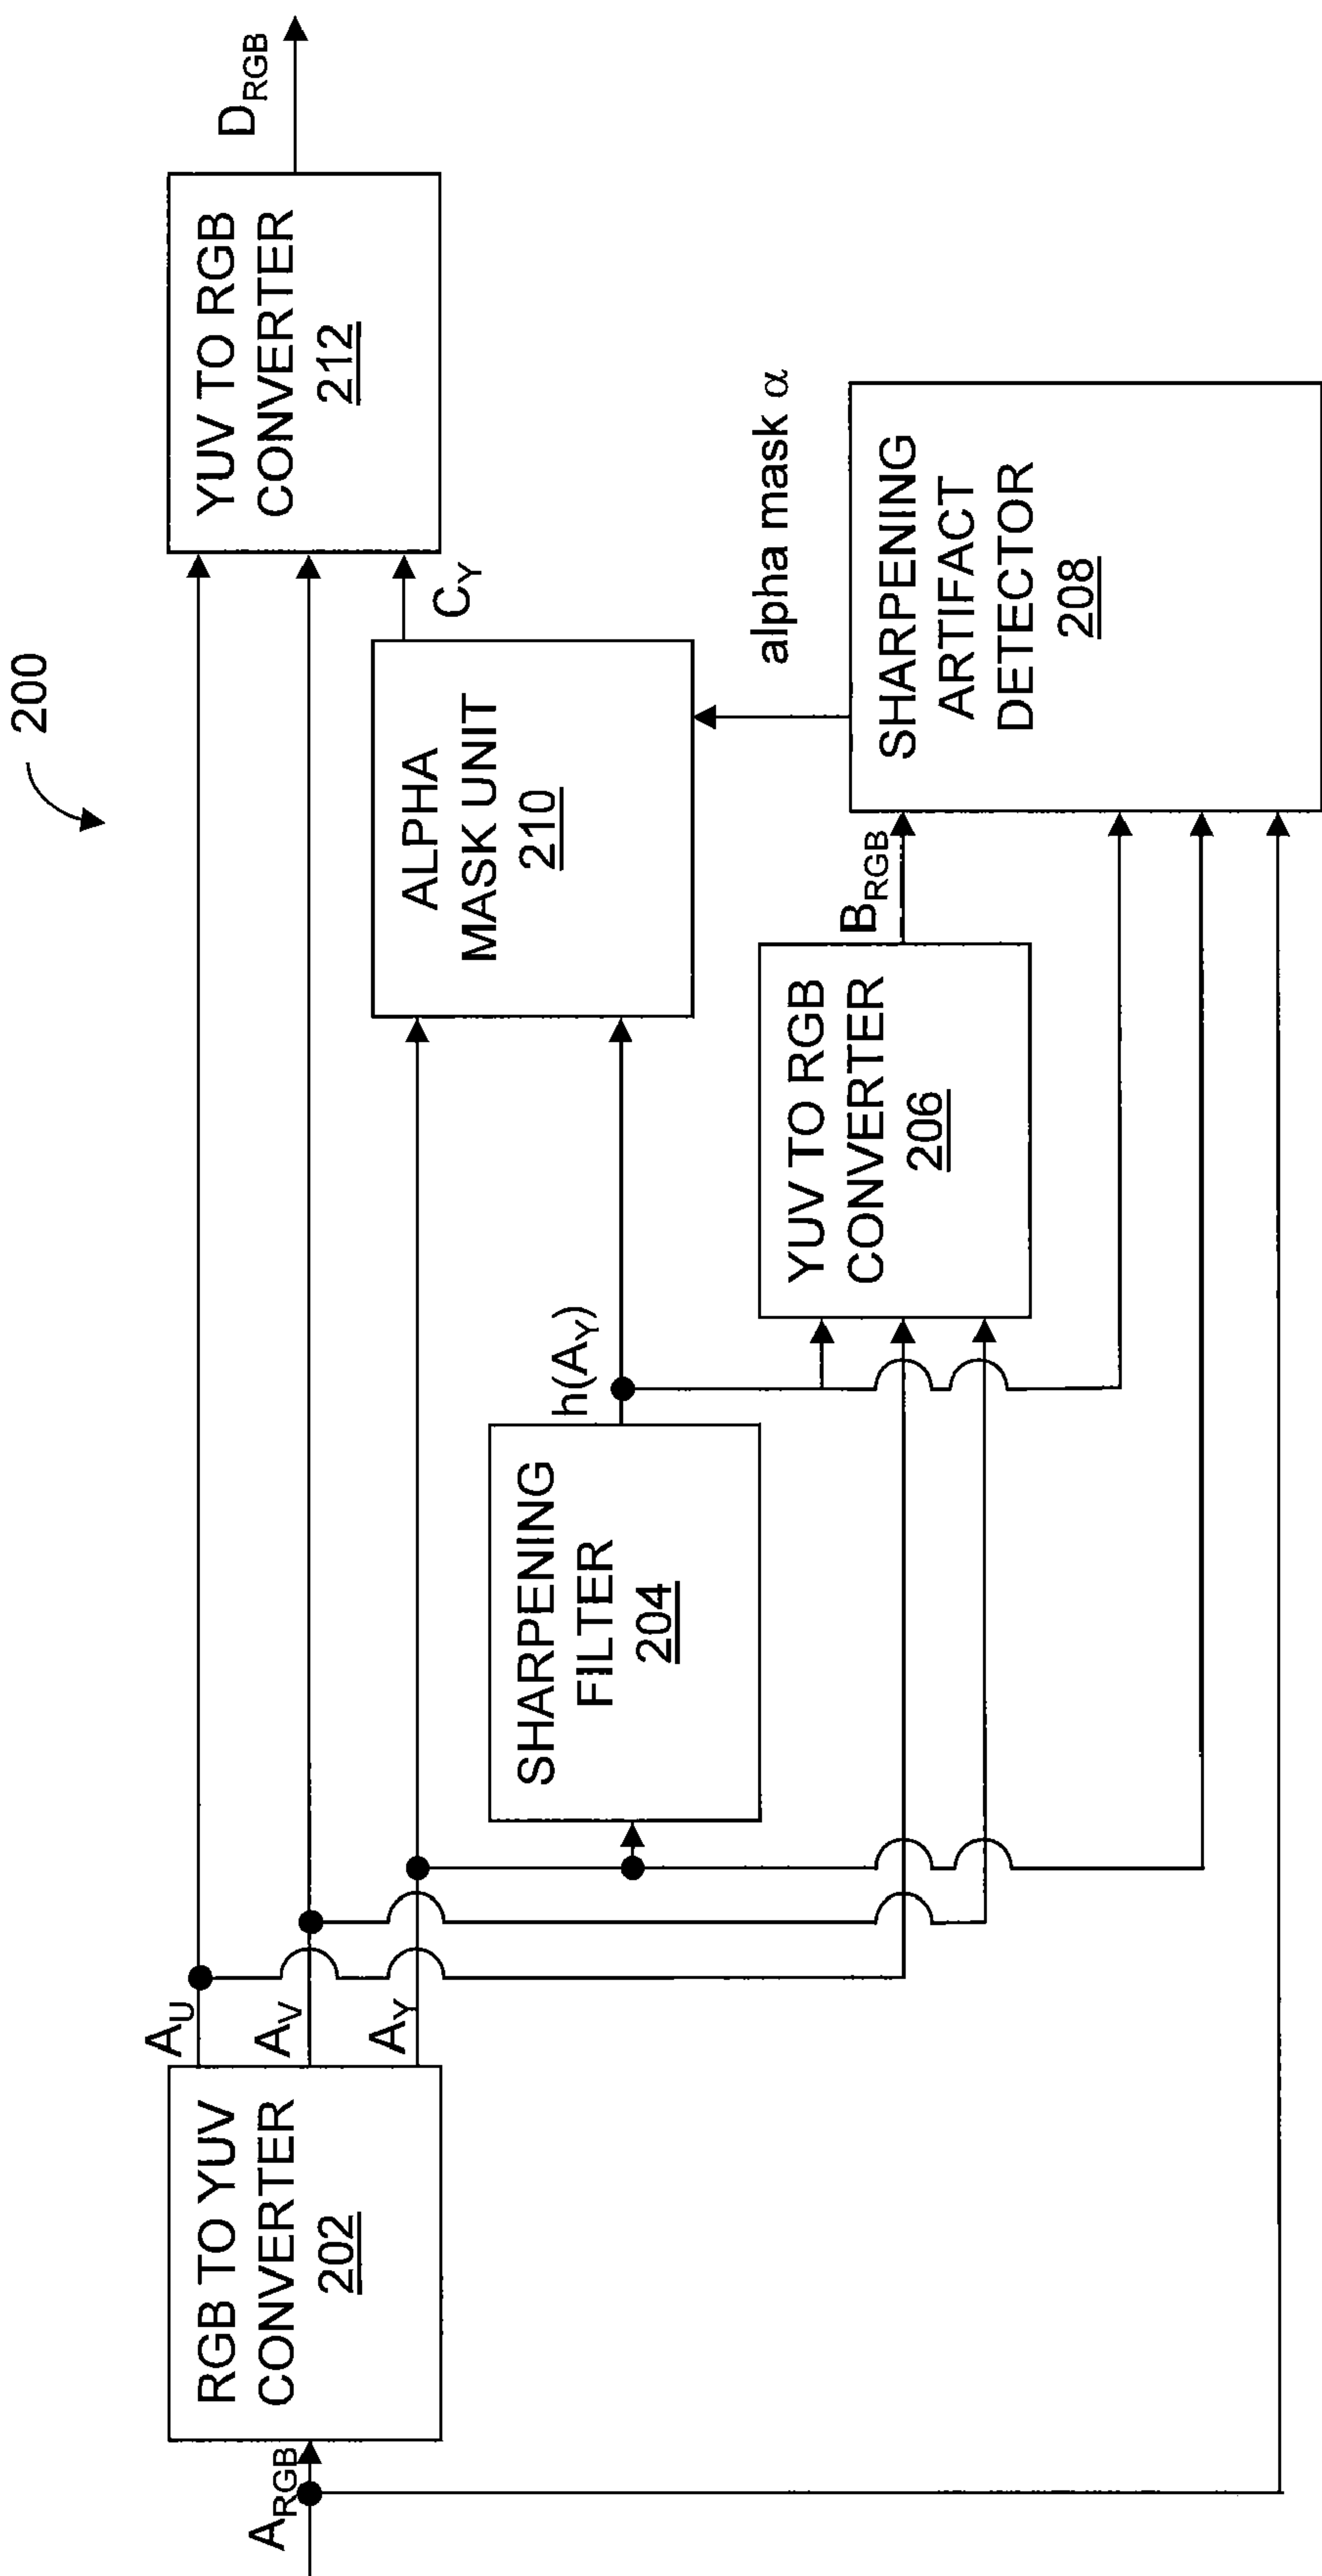 200
A_RGB
RGB TO YUV
CONVERTER
202
A_U
A_V
A_Y
SHARPENING
FILTER
204
h(A_Y)
YUV TO RGB
CONVERTER
206
B_RGB
ALPHA
MASK UNIT
210
C_Y
alpha mask α
SHARPENING
ARTIFACT
DETECTOR
208
YUV TO RGB
CONVERTER
212
D_RGB